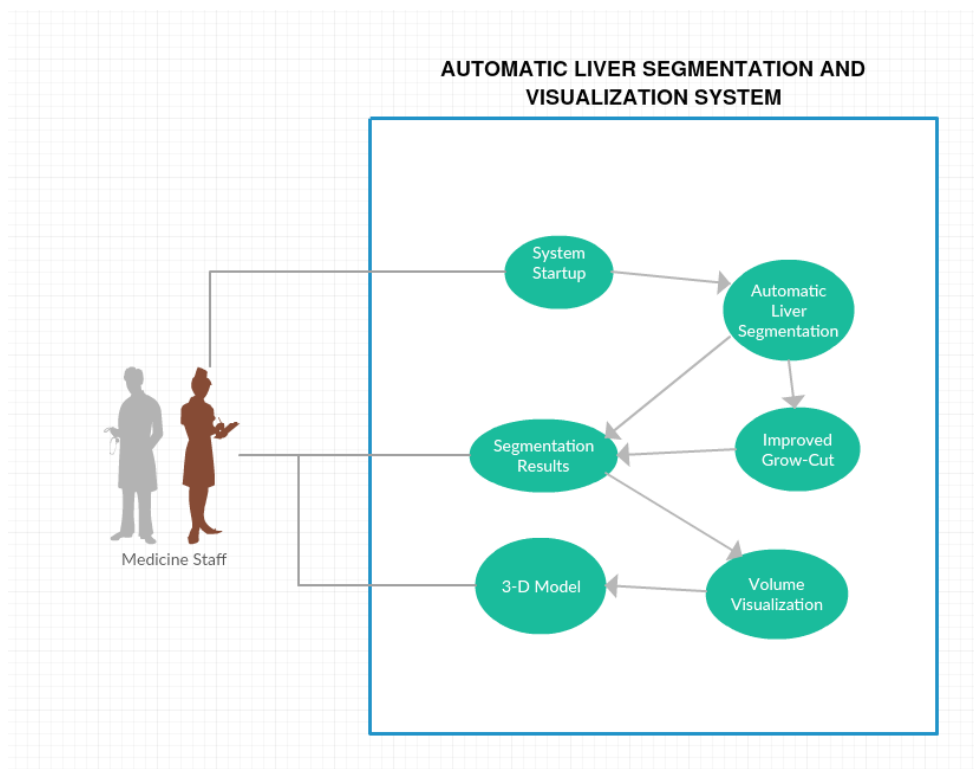 AUTOMATIC LIVER SEGMENTATION AND
VISUALIZATION SYSTEM
System
Startup
Automatic
Liver
Segmentation
Segmentation
Results
Improved
Grow-Cut
Medicine Staff
3-D Model
Volume
Visualization